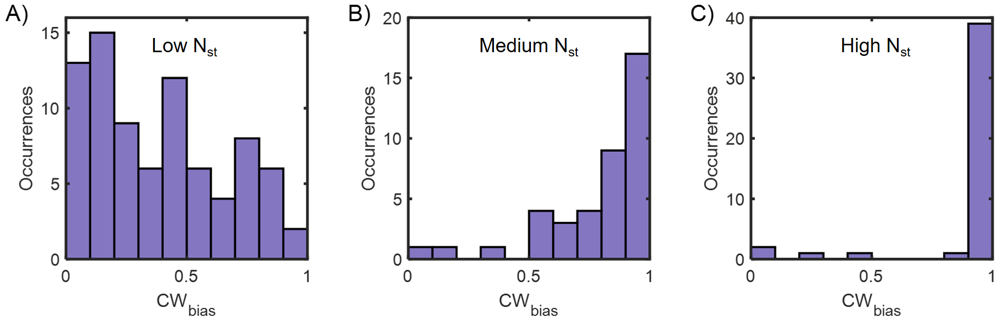 A)
Low Nst
15
10
5
0
Occurrences
0 0.5 1
CWbias
B)
Medium Nst
20
15
10
5
0
Occurrences
0 0.5 1
CWbias
C)
High Nst
40
30
20
10
0
Occurrences
0 0.5 1
CWbias